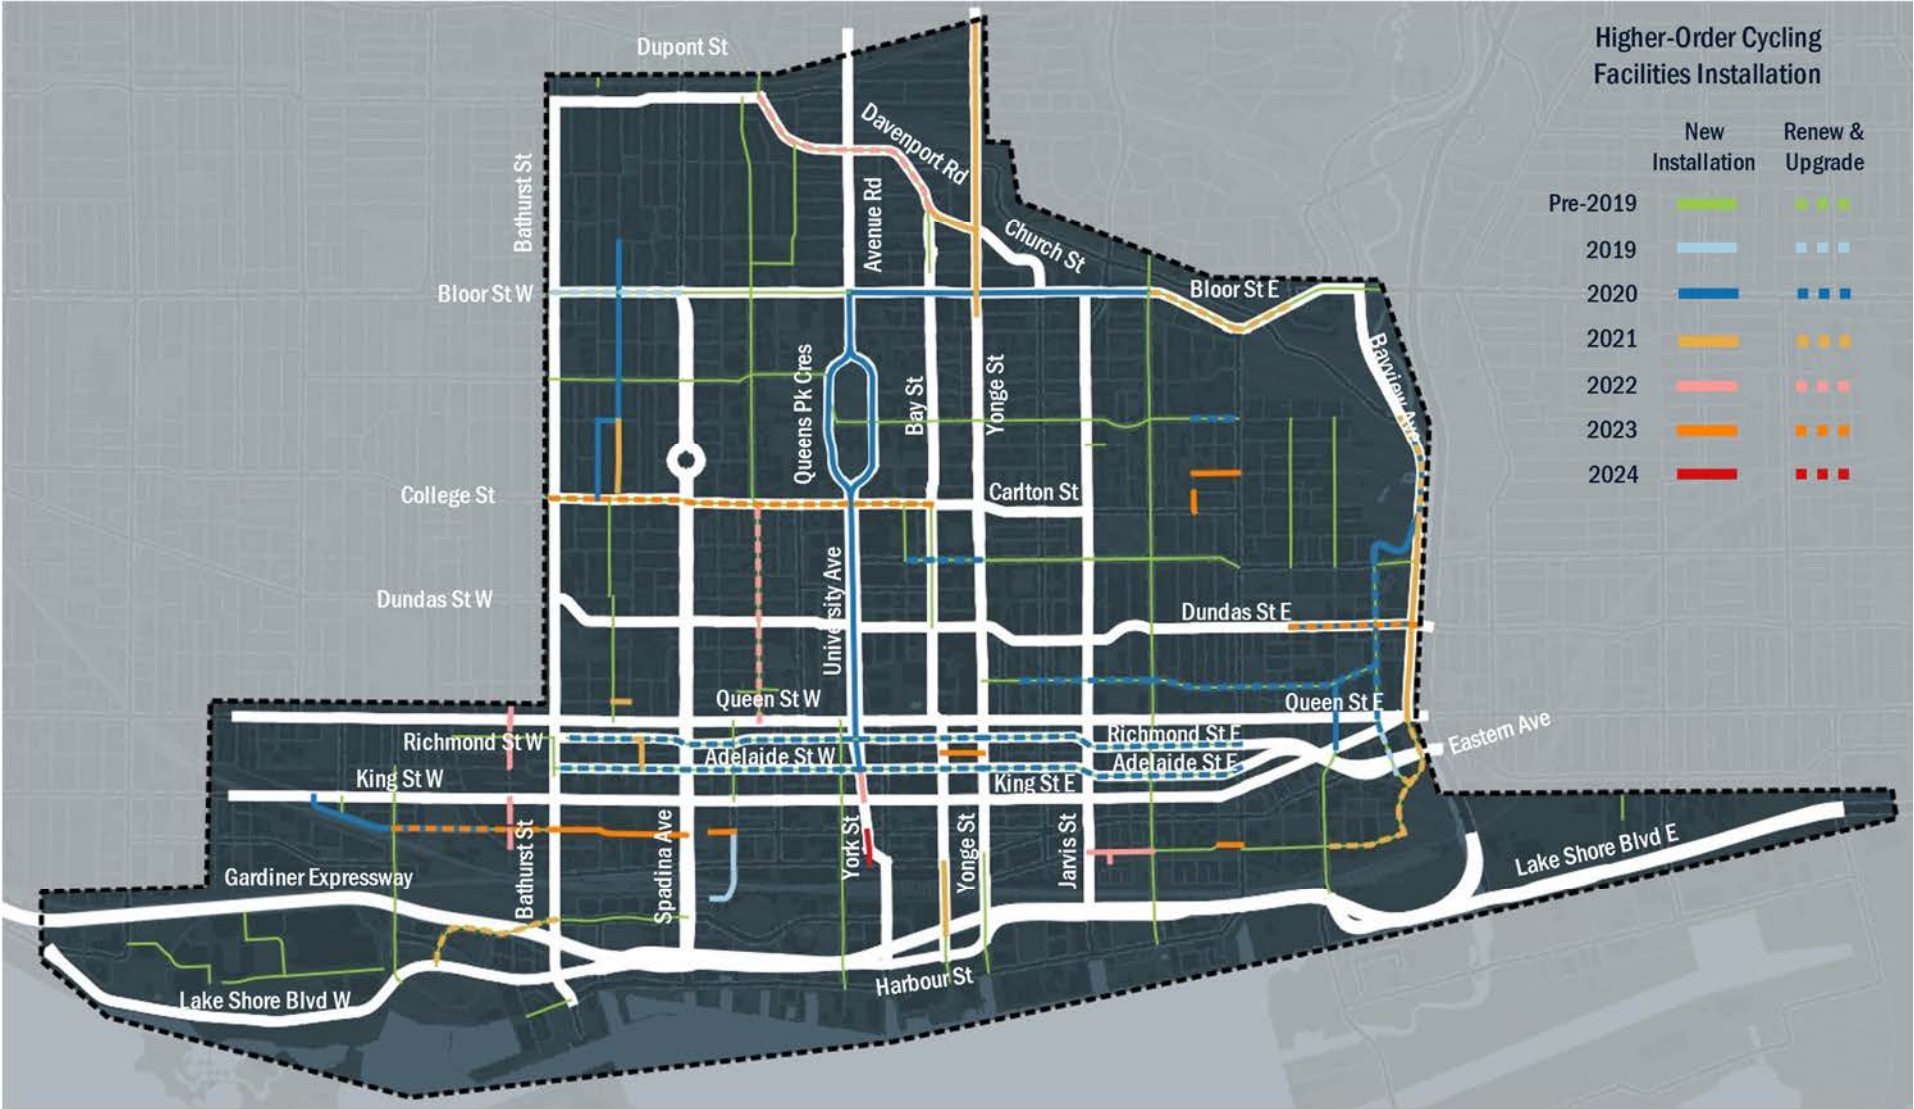 Higher-Order Cycling
Facilities Installation
New
Installation
Renew &
Upgrade
Pre-2019
2019
2020
2021
2022
2023
2024
Dupont St
Davenport Rd
Bathurst St
Avenue Rd
Church St
Bloor St W
Bloor St E
Bayview Ave
Queens Pk Cres
Bay St
Yonge St
College St
Carlton St
University Ave
Dundas St W
Dundas St E
Queen St W
Queen St E
Richmond St W
Richmond St E
Eastern Ave
Adelaide St W
Adelaide St E
King St W
King St E
Bathurst St
Spadina Ave
York St
Yonge St
Jarvis St
Lake Shore Blvd E
Gardiner Expressway
Harbour St
Lake Shore Blvd W